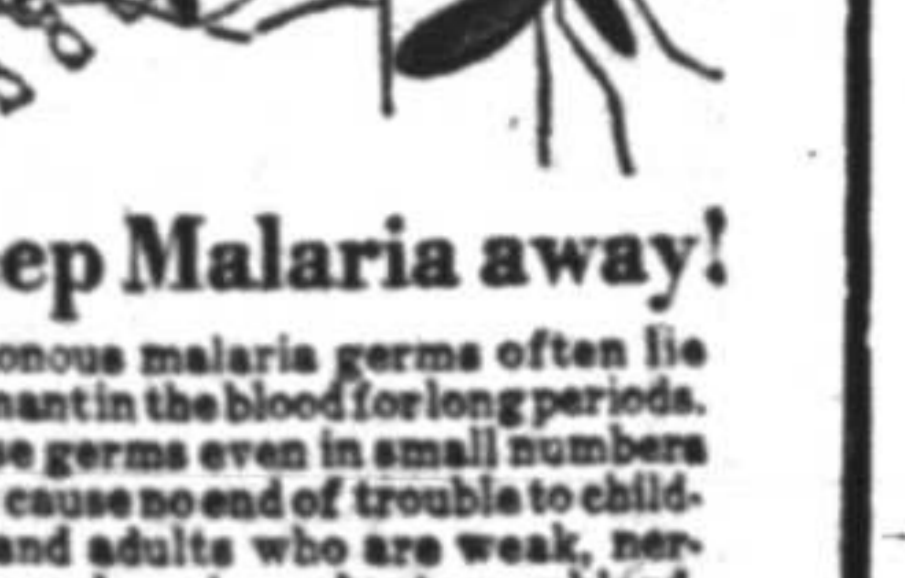 ep Malaria away!
onous malaria germs often lie
nant in the blood for long periods.
se germs even in small numbers
cause no end of trouble to child-
and adults who are weak, ner-